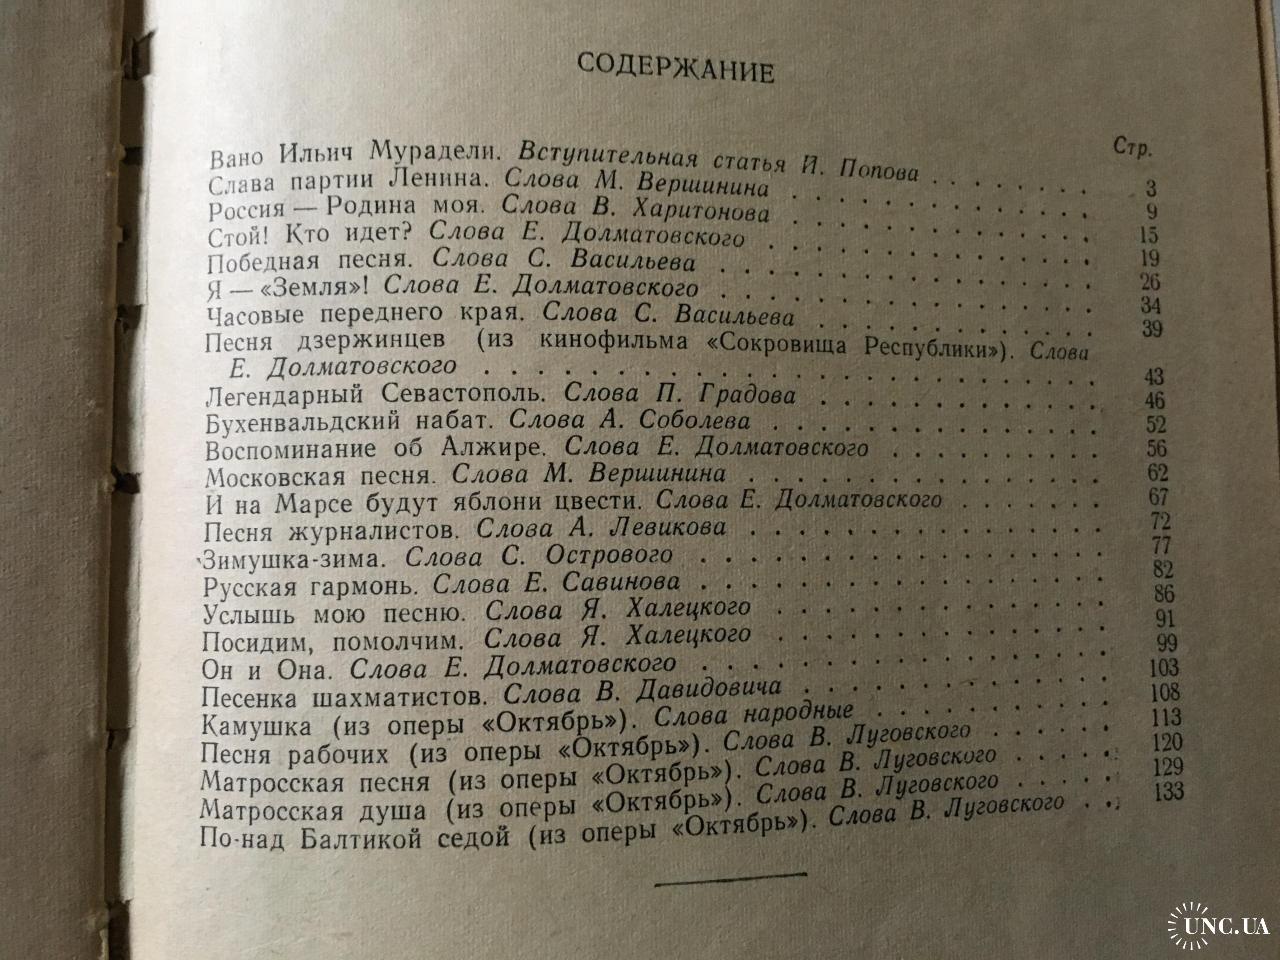 СОДЕРЖАНИЕ
Стр.
Вано Ильич Мурадели. Вступительная статья И. Попова . . . . . . . . 3
Слава партии Ленина. Слова М. Вершинина . . . . . . . . . . . . 9
Россия — Родина моя. Слова В. Харитонова . . . . . . . . . . . . 15
Стой! Кто идет? Слова Е. Долматовского . . . . . . . . . . . . . 19
Победная песня. Слова С. Васильева . . . . . . . . . . . . . . . 26
Я — «Земля»! Слова Е. Долматовского . . . . . . . . . . . . . . . 34
Часовые переднего края. Слова С. Васильева . . . . . . . . . . . 39
Песня дзержинцев (из кинофильма «Сокровища Республики»). Слова
Е. Долматовского . . . . . . . . . . . . . . . . . . . . . . . 43
Легендарный Севастополь. Слова П. Градова . . . . . . . . . . . 46
Бухенвальдский набат. Слова А. Соболева . . . . . . . . . . . . . 52
Воспоминание об Алжире. Слова Е. Долматовского . . . . . . . . . 56
Московская песня. Слова М. Вершинина . . . . . . . . . . . . . . 62
И на Марсе будут яблони цвести. Слова Е. Долматовского . . . . . . . 67
Песня журналистов. Слова А. Левикова . . . . . . . . . . . . . . 72
Зимушка-зима. Слова С. Острового . . . . . . . . . . . . . . . . 77
Русская гармонь. Слова Е. Савинова . . . . . . . . . . . . . . . 82
Услышь мою песню. Слова Я. Халецкого . . . . . . . . . . . . . 86
Посидим, помолчим. Слова Я. Халецкого . . . . . . . . . . . . . 91
Он и Она. Слова Е. Долматовского . . . . . . . . . . . . . . . . 99
Песенка шахматистов. Слова В. Давидовича . . . . . . . . . . . . 103
Камушка (из оперы «Октябрь»). Слова народные . . . . . . . . . . 108
Песня рабочих (из оперы «Октябрь»). Слова В. Луговского . . . . . . 113
Матросская песня (из оперы «Октябрь»). Слова В. Луговского . . . . . 120
Матросская душа (из оперы «Октябрь»). Слова В. Луговского . . . . . 129
По-над Балтикой седой (из оперы «Октябрь»). Слова В. Луговского . . . 133
UNC.UA